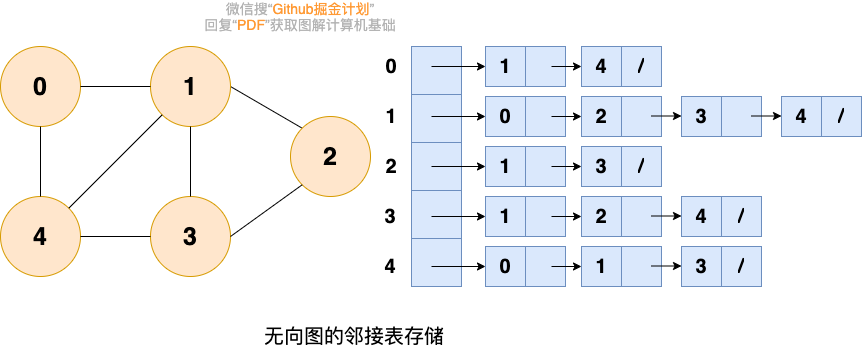 微信搜“Github掘金计划”
回复“PDF”获取图解计算机基础
0 1
2
4 3
0 1 4 /
1 0 2 3 4 /
2 1 3 /
3 1 2 4 /
4 0 1 3 /
无向图的邻接表存储